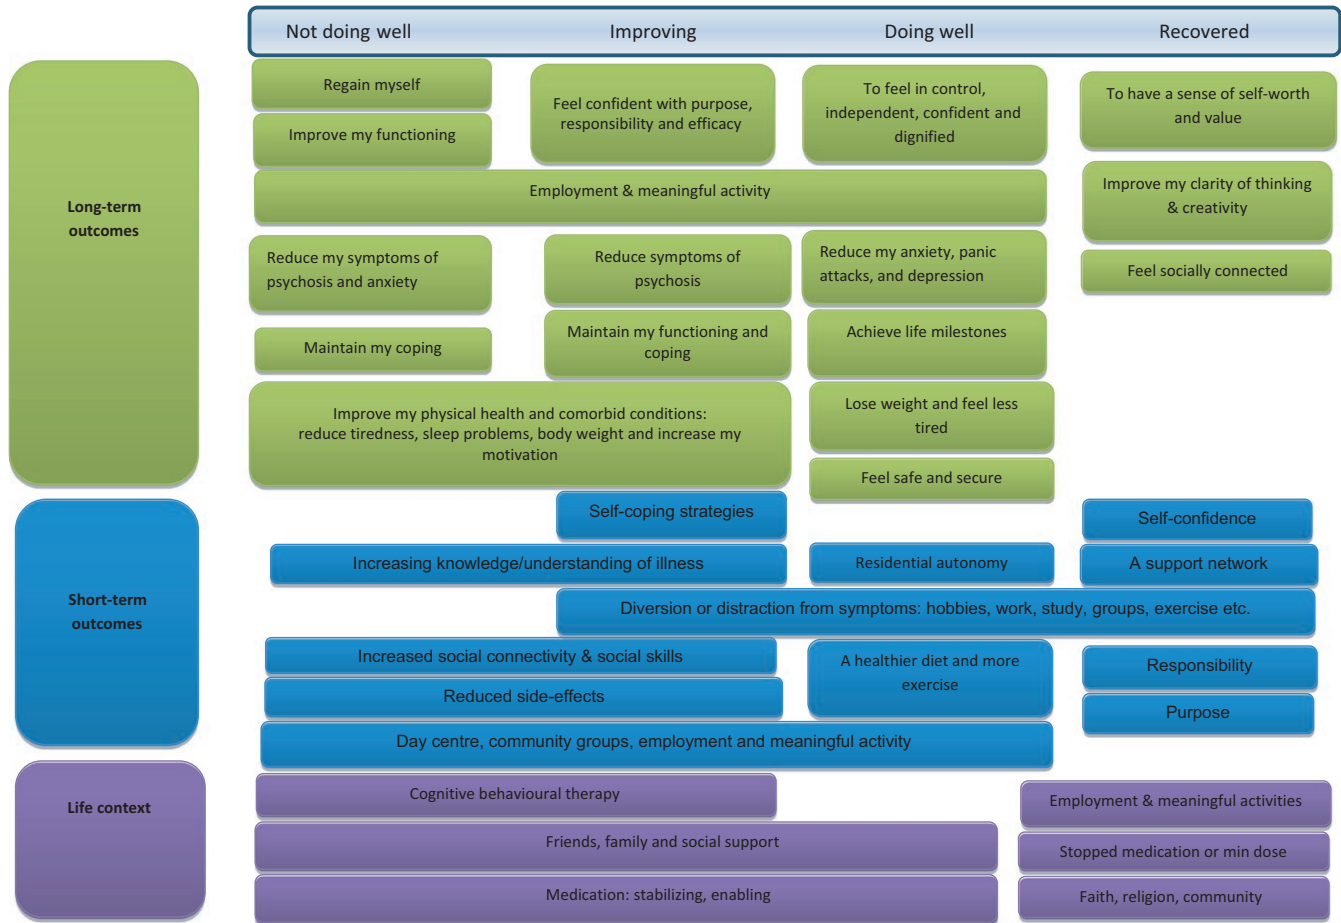 Not doing well
Improving
Doing well
Recovered
Long-term
outcomes
Regain myself
Improve my functioning
Feel confident with purpose,
responsibility and efficacy
To feel in control,
independent, confident and
dignified
To have a sense of self-worth
and value
Employment & meaningful activity
Improve my clarity of thinking
& creativity
Reduce my symptoms of
psychosis and anxiety
Reduce symptoms of
psychosis
Reduce my anxiety, panic
attacks, and depression
Feel socially connected
Maintain my coping
Maintain my functioning and
coping
Achieve life milestones
Improve my physical health and comorbid conditions:
reduce tiredness, sleep problems, body weight and increase my
motivation
Lose weight and feel less
tired
Feel safe and secure
Short-term
outcomes
Self-coping strategies
Self-confidence
Increasing knowledge/understanding of illness
Residential autonomy
A support network
Diversion or distraction from symptoms: hobbies, work, study, groups, exercise etc.
Increased social connectivity & social skills
A healthier diet and more
exercise
Responsibility
Reduced side-effects
Purpose
Day centre, community groups, employment and meaningful activity
Life context
Cognitive behavioural therapy
Employment & meaningful activities
Friends, family and social support
Stopped medication or min dose
Medication: stabilizing, enabling
Faith, religion, community